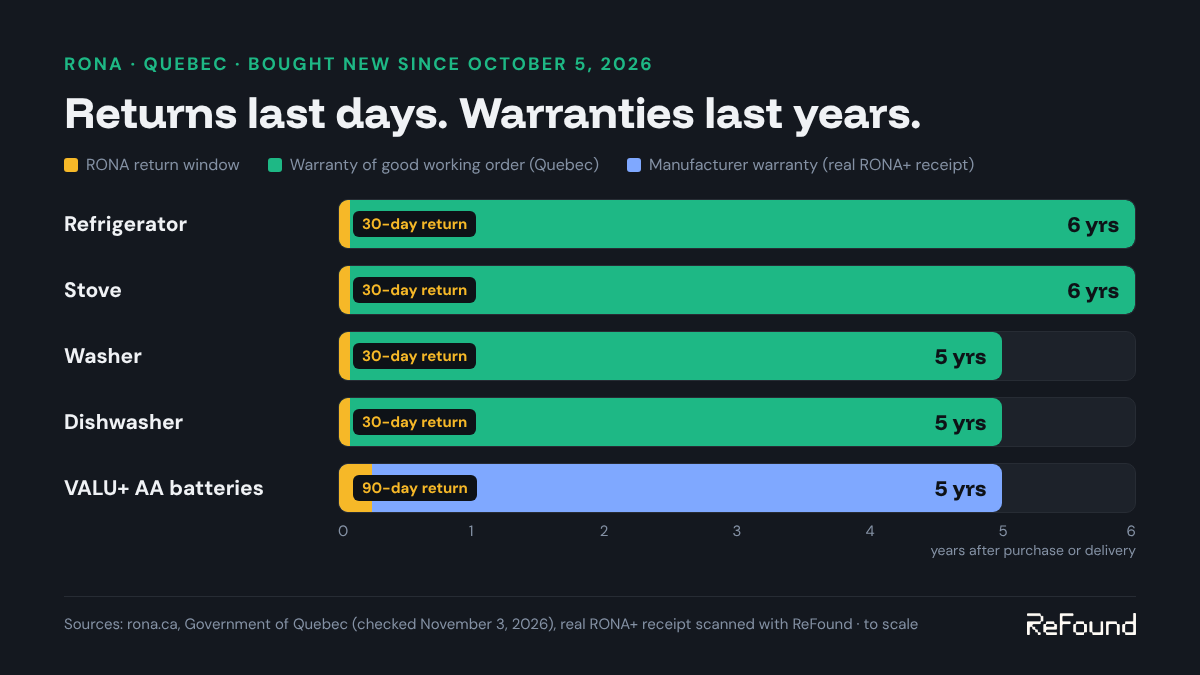 RONA · QUEBEC · BOUGHT NEW SINCE OCTOBER 5, 2026
Returns last days. Warranties last years.
RONA return window
Warranty of good working order (Quebec)
Manufacturer warranty (real RONA+ receipt)
Refrigerator
30-day return
6 yrs
Stove
30-day return
6 yrs
Washer
30-day return
5 yrs
Dishwasher
30-day return
5 yrs
VALU+ AA batteries
90-day return
5 yrs
0 1 2 3 4 5 6
years after purchase or delivery
Sources: rona.ca, Government of Quebec (checked November 3, 2026), real RONA+ receipt scanned with ReFound · to scale
ReFound